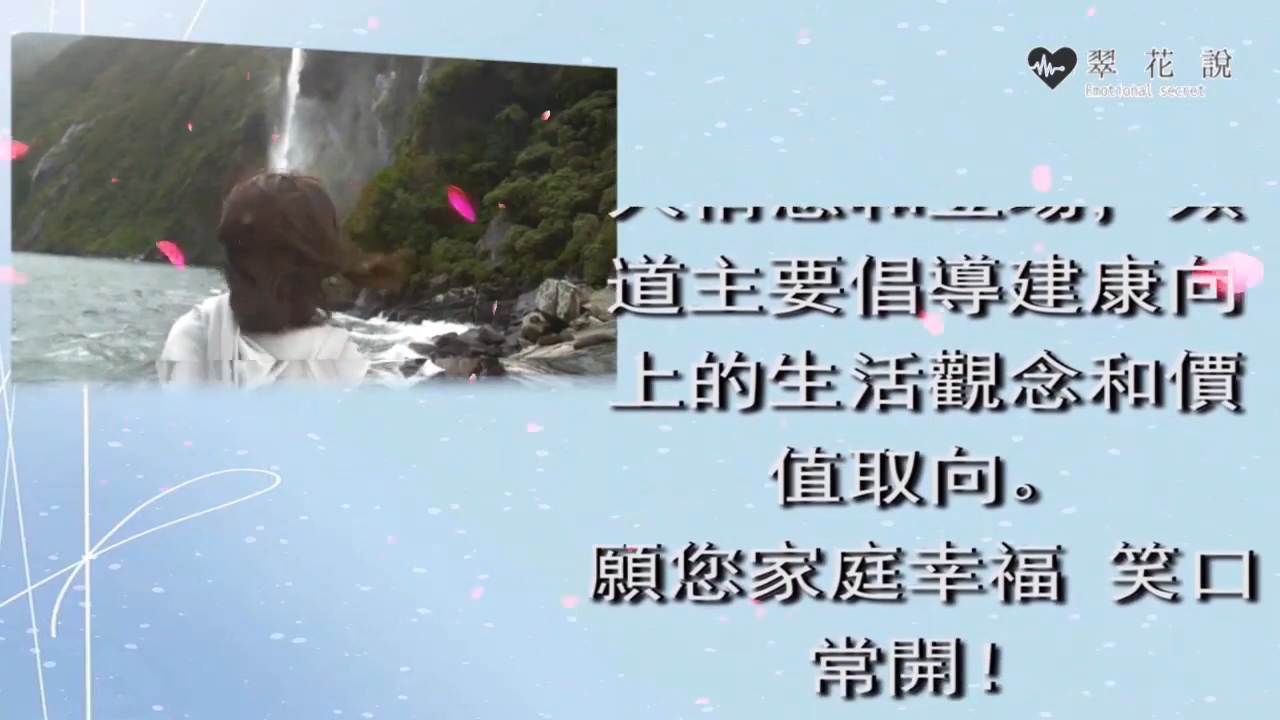 翠花說
Emotional secret
道主要倡導建康向
上的生活觀念和價
值取向。
願您家庭幸福 笑口
常開!